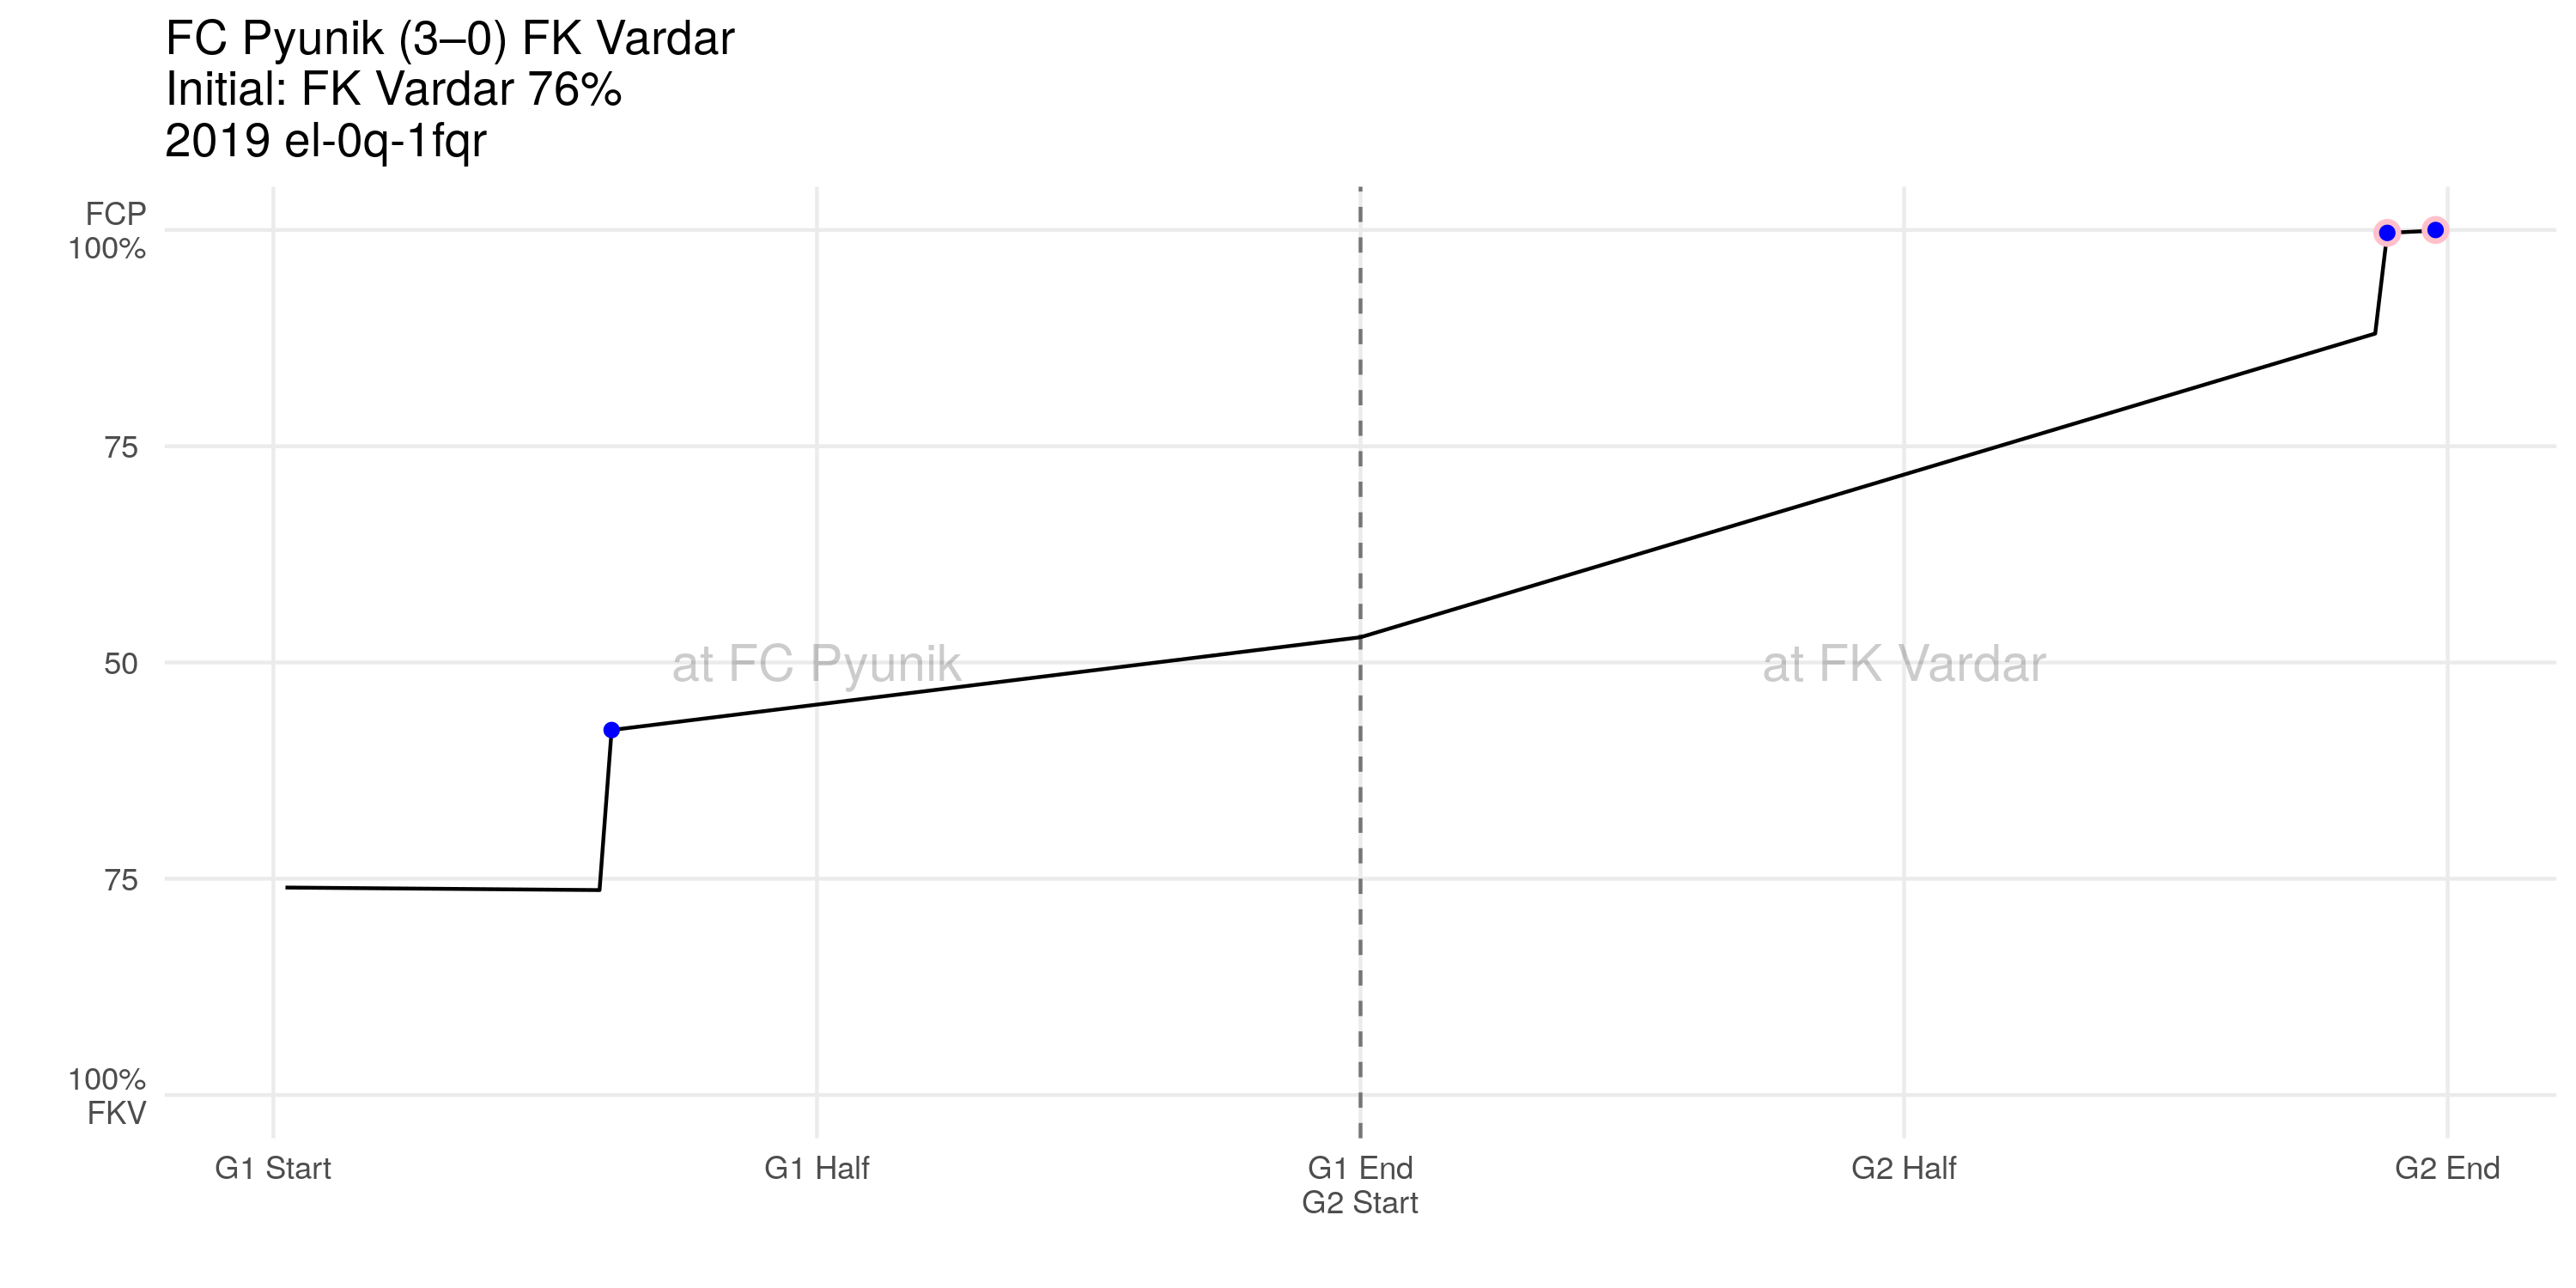 FC Pyunik (3–0) FK Vardar
Initial: FK Vardar 76%
2019 el-0q-1fqr
FCP
100%
75
50
75
100%
FKV
at FC Pyunik
at FK Vardar
G1 Start
G1 Half
G1 End
G2 Start
G2 Half
G2 End